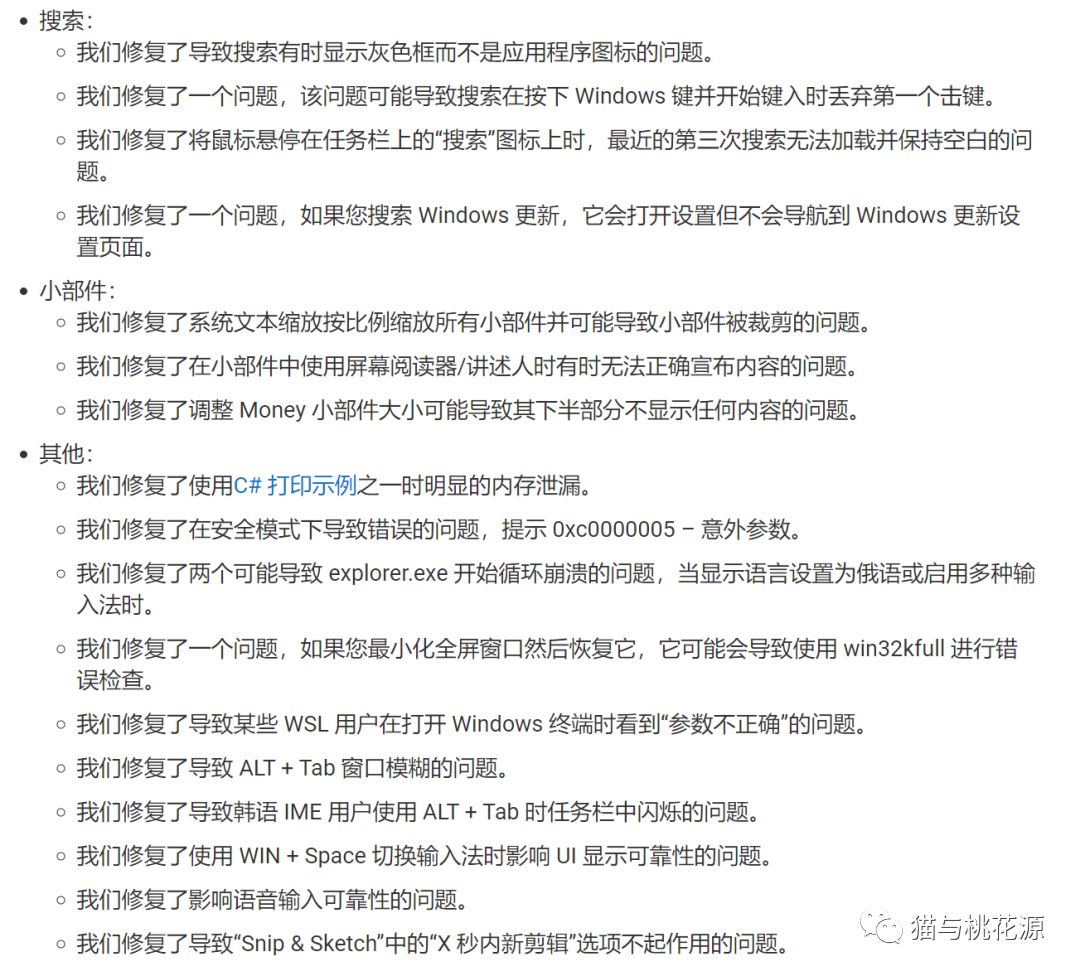 搜索：
我们修复了导致搜索有时显示灰色框而不是应用程序图标的问题。
我们修复了一个问题，该问题可能导致搜索在按下 Windows 键并开始键入时丢弃第一个击键。
我们修复了将鼠标悬停在任务栏上的“搜索”图标上时，最近的第三次搜索无法加载并保持空白的问
题。
我们修复了一个问题，如果您搜索 Windows 更新，它会打开设置但不会导航到 Windows 更新设
置页面。
小部件：
我们修复了系统文本缩放按比例缩放所有小部件并可能导致小部件被裁剪的问题。
我们修复了在小部件中使用屏幕阅读器/讲述人时有时无法正确宣布内容的问题。
我们修复了调整 Money 小部件大小可能导致其下半部分不显示任何内容的问题。
其他：
我们修复了使用C# 打印示例之一时明显的内存泄漏。
我们修复了在安全模式下导致错误的问题，提示 0xc0000005 – 意外参数。
我们修复了两个可能导致 explorer.exe 开始循环崩溃的问题，当显示语言设置为俄语或启用多种输
入法时。
我们修复了一个问题，如果您最小化全屏窗口然后恢复它，它可能会导致使用 win32kfull 进行错
误检查。
我们修复了导致某些 WSL 用户在打开 Windows 终端时看到“参数不正确”的问题。
我们修复了导致 ALT + Tab 窗口模糊的问题。
我们修复了导致韩语 IME 用户使用 ALT + Tab 时任务栏中闪烁的问题。
我们修复了使用 WIN + Space 切换输入法时影响 UI 显示可靠性的问题。
我们修复了影响语音输入可靠性的问题。
我们修复了导致“Snip & Sketch”中的“X 秒内新剪辑”选项不起作用的问题。
猫与桃花源